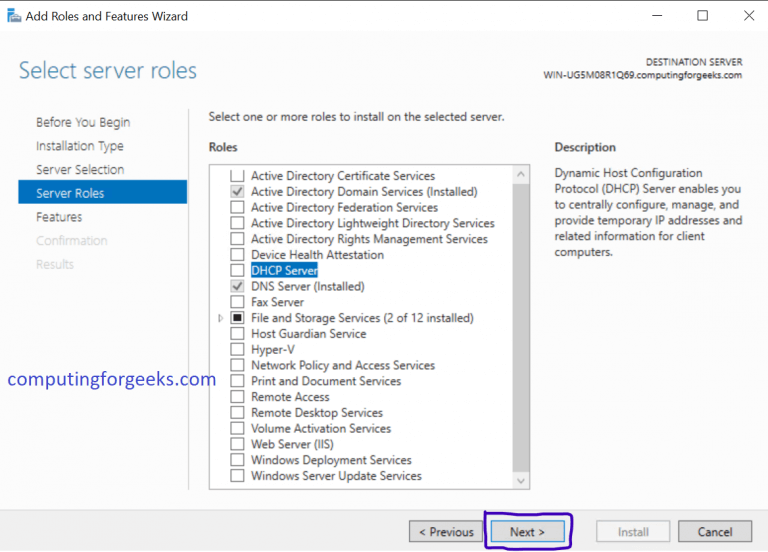 Add Roles and Features Wizard
Select server roles
DESTINATION SERVER
WIN-UG5M08R1Q69.computingforgeeks.com
Before You Begin
Installation Type
Server Selection
Server Roles
Features
Confirmation
Results
Select one or more roles to install on the selected server.
Roles
Active Directory Certificate Services
Active Directory Domain Services (Installed)
Active Directory Federation Services
Active Directory Lightweight Directory Services
Active Directory Rights Management Services
Device Health Attestation
DHCP Server
DNS Server (Installed)
Fax Server
File and Storage Services (2 of 12 installed)
Host Guardian Service
Hyper-V
Network Policy and Access Services
Print and Document Services
Remote Access
Remote Desktop Services
Volume Activation Services
Web Server (IIS)
Windows Deployment Services
Windows Server Update Services
Description
Dynamic Host Configuration
Protocol (DHCP) Server enables you
to centrally configure, manage, and
provide temporary IP addresses and
related information for client
computers.
computingforgeeks.com
< Previous
Next >
Install
Cancel